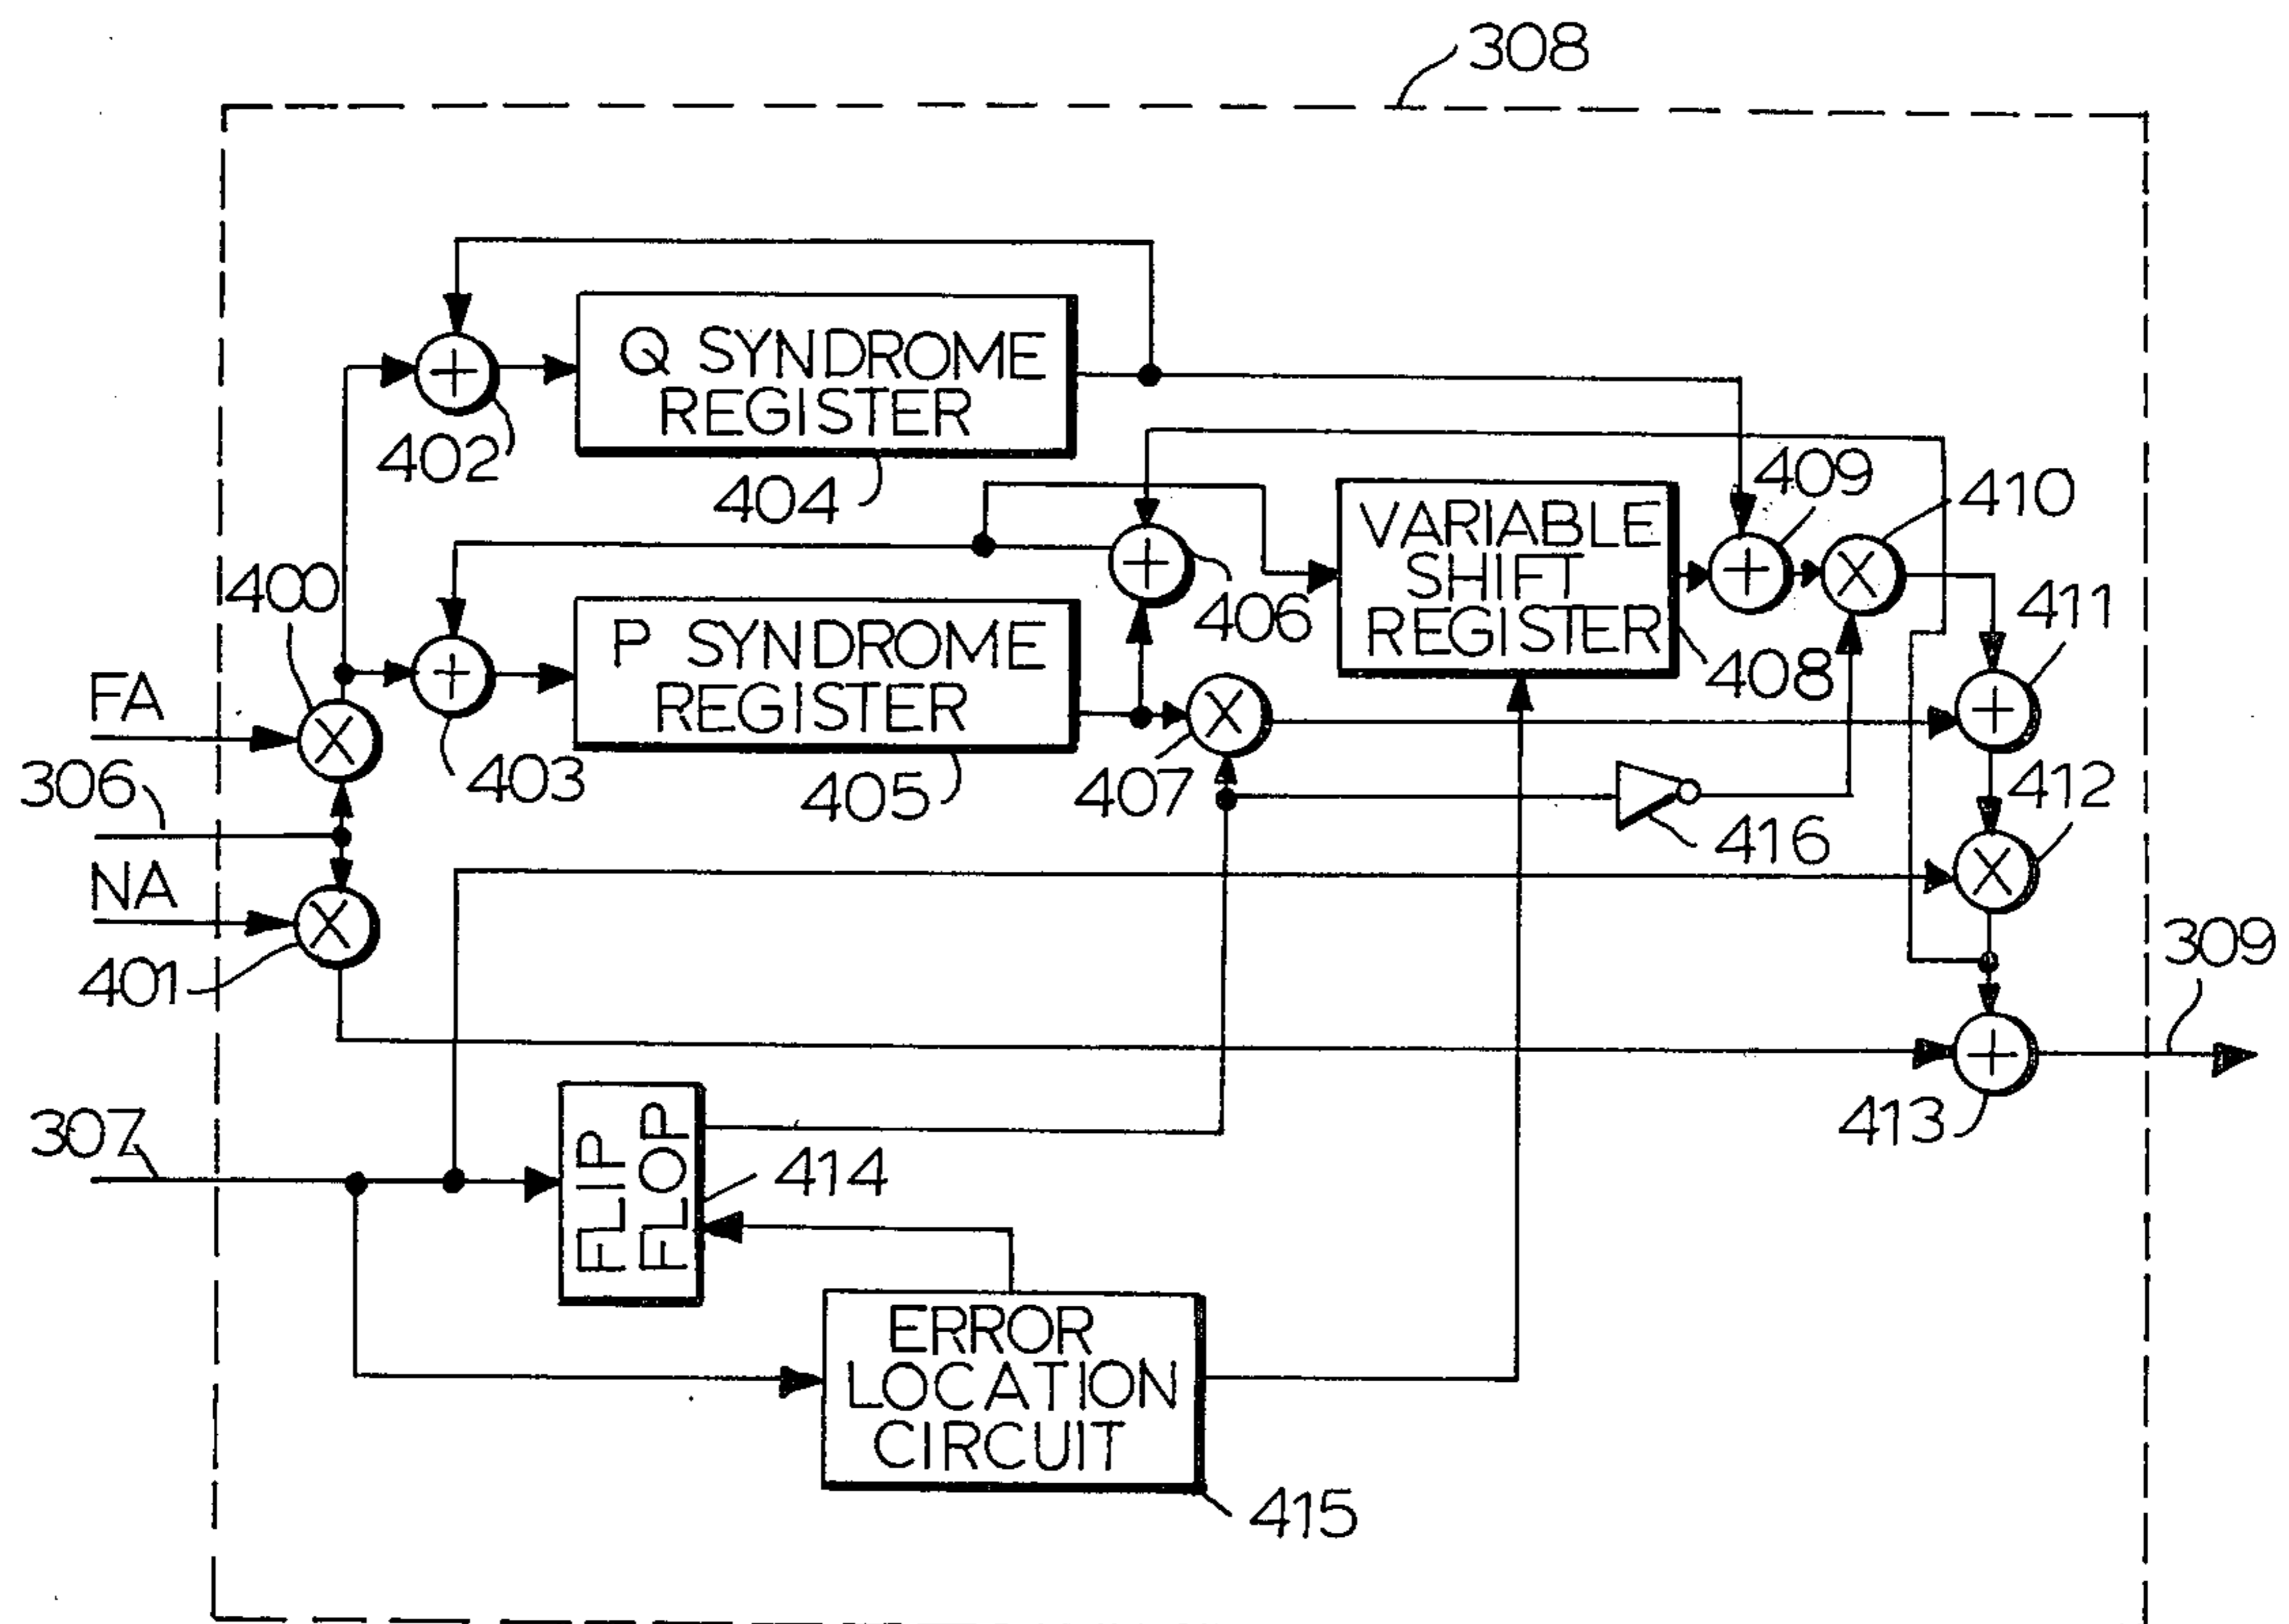 308
Q SYNDROME
REGISTER
402
404
409
410
VARIABLE
SHIFT
REGISTER
400
406
411
P SYNDROME
REGISTER
408
FA
403
405
407
412
306
416
NA
401
309
413
307
FLIP
FLOP
414
ERROR
LOCATION
CIRCUIT
415